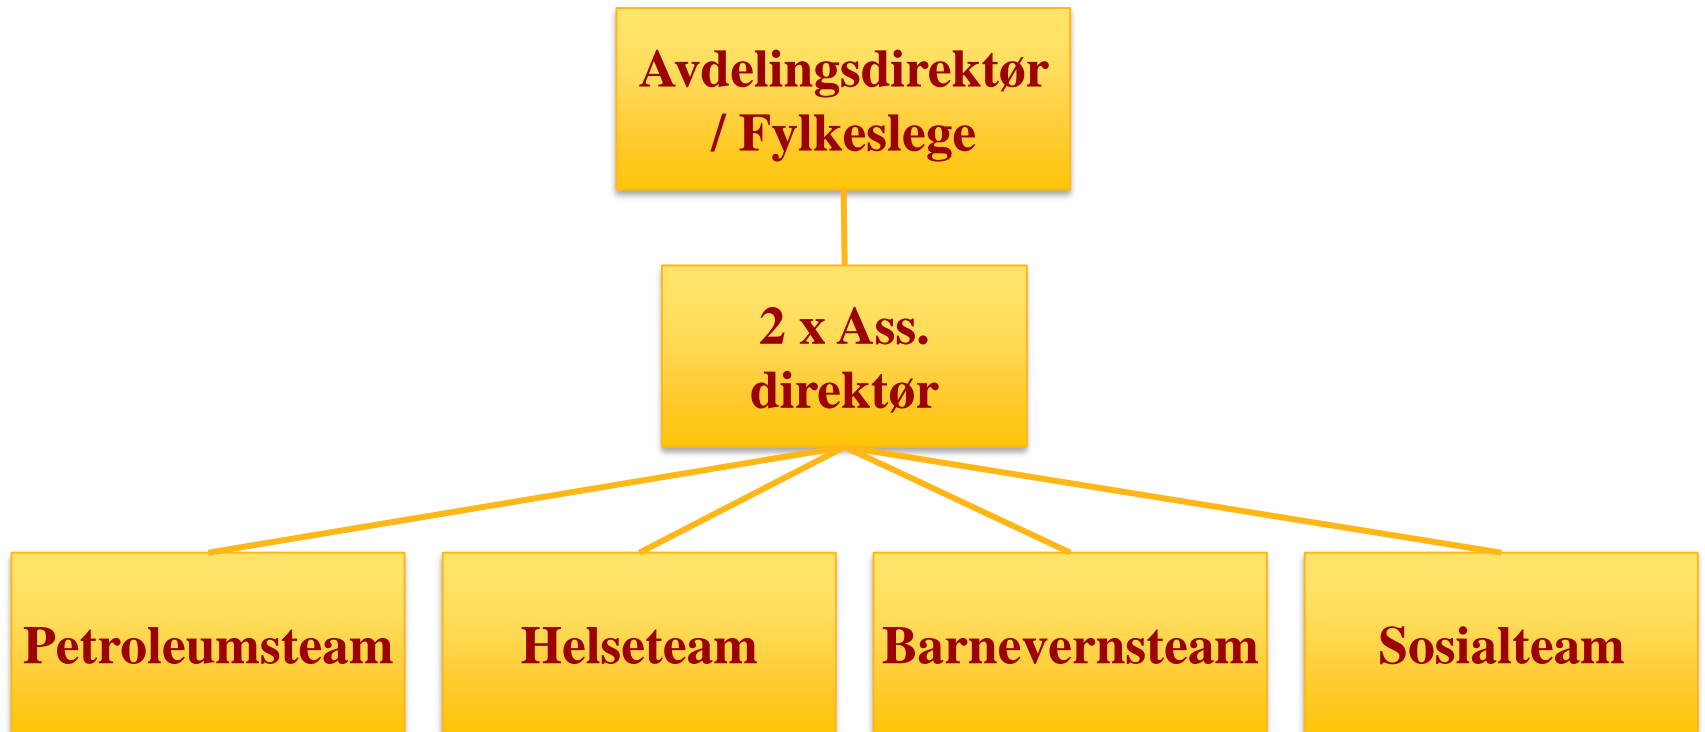 Avdelingsdirektør
/ Fylkeslege
2 x Ass.
direktør
Petroleumsteam
Helseteam
Barnevernsteam
Sosialteam